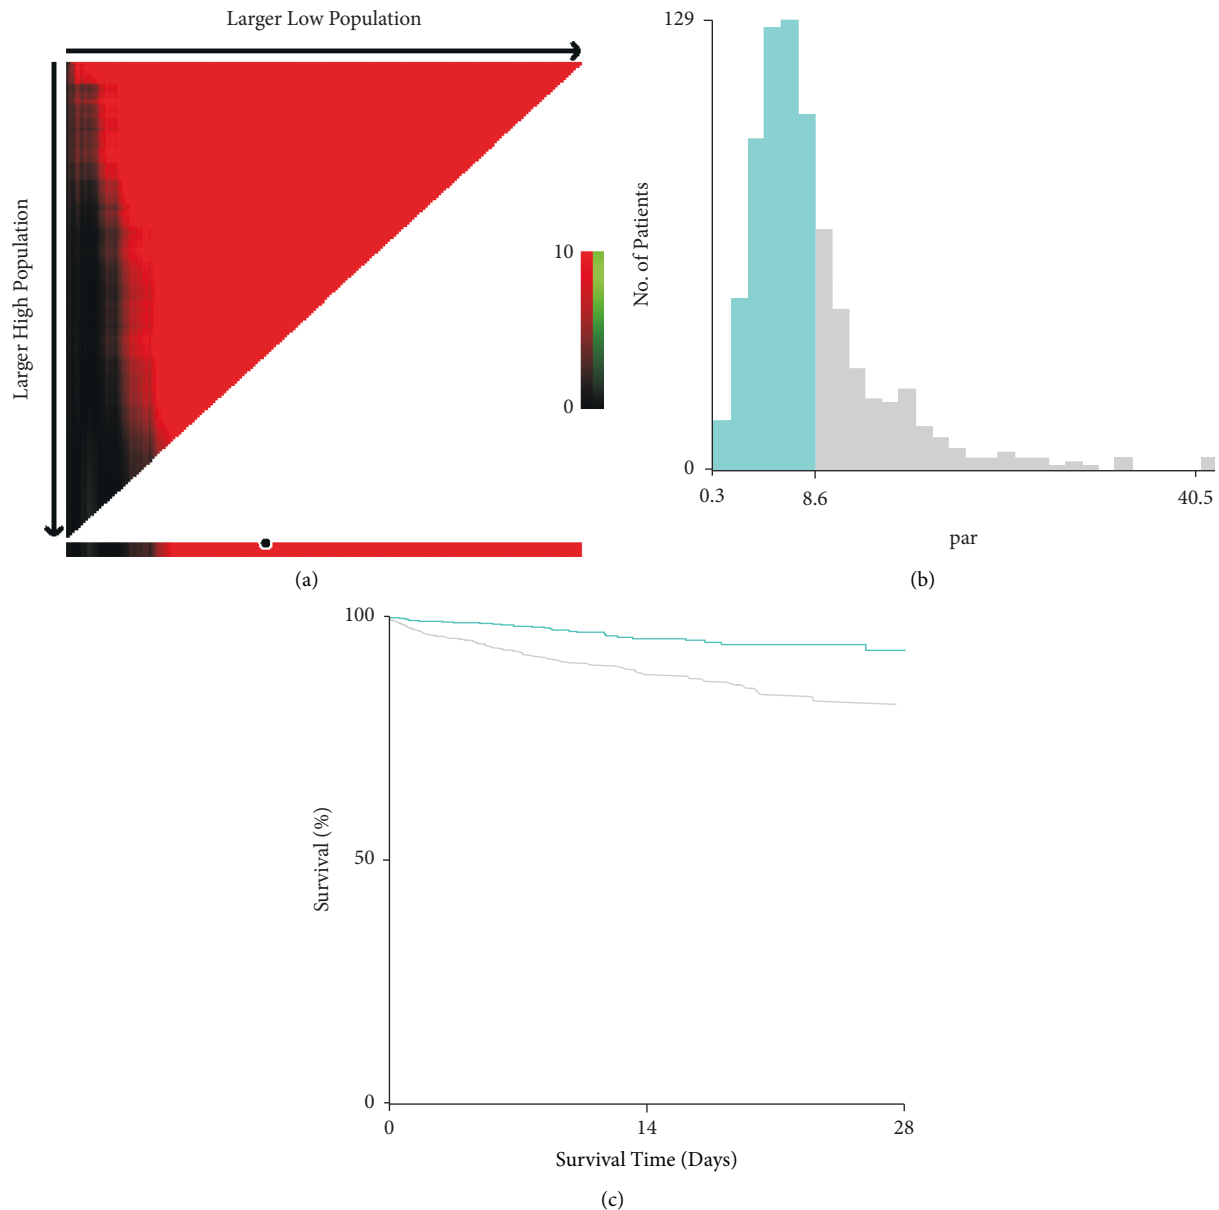 Larger Low Population
Larger High Population
10
0
(a)
129
No. of Patients
0
0.3
8.6
40.5
par
(b)
100
Survival (%)
50
0
0
14
28
Survival Time (Days)
(c)